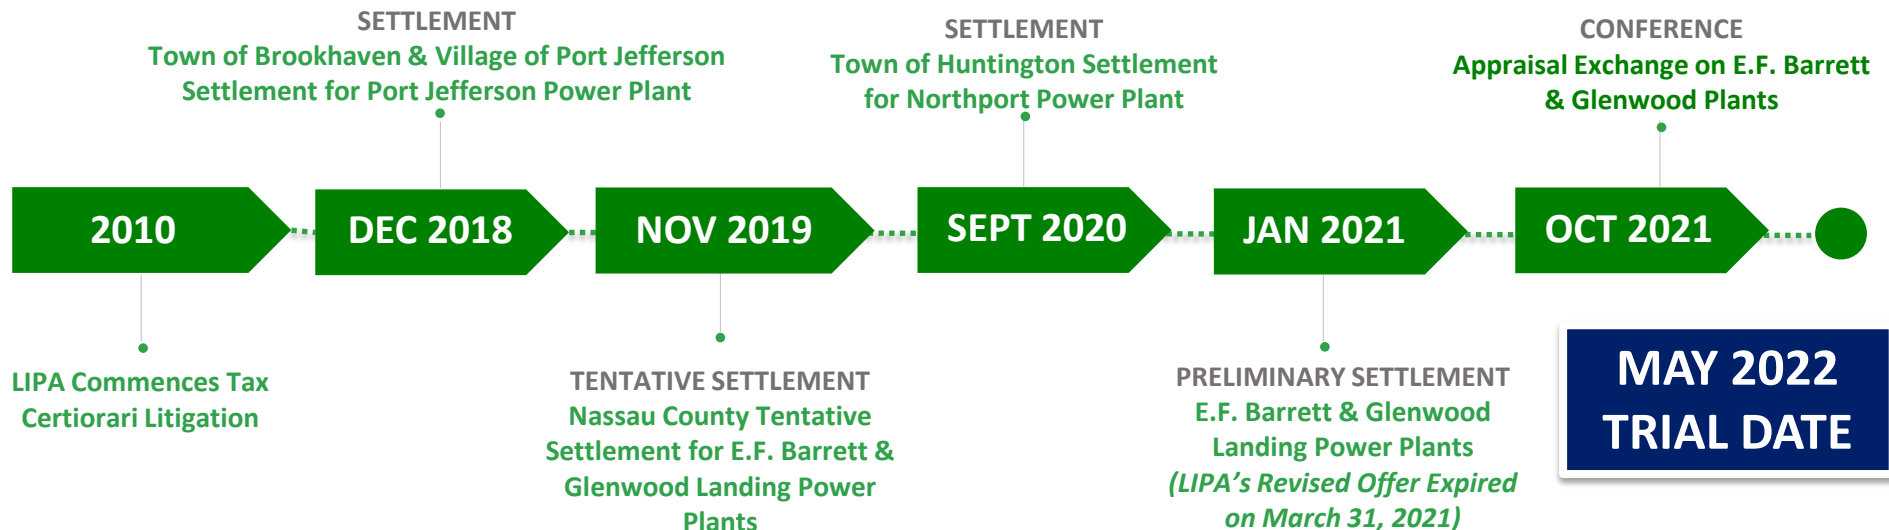 SETTLEMENT
Town of Brookhaven & Village of Port Jefferson
Settlement for Port Jefferson Power Plant
SETTLEMENT
Town of Huntington Settlement
for Northport Power Plant
CONFERENCE
Appraisal Exchange on E.F. Barrett
& Glenwood Plants
2010
DEC 2018
NOV 2019
SEPT 2020
JAN 2021
OCT 2021
LIPA Commences Tax
Certiorari Litigation
TENTATIVE SETTLEMENT
Nassau County Tentative
Settlement for E.F. Barrett &
Glenwood Landing Power
Plants
PRELIMINARY SETTLEMENT
E.F. Barrett & Glenwood
Landing Power Plants
(LIPA’s Revised Offer Expired
on March 31, 2021)
MAY 2022
TRIAL DATE